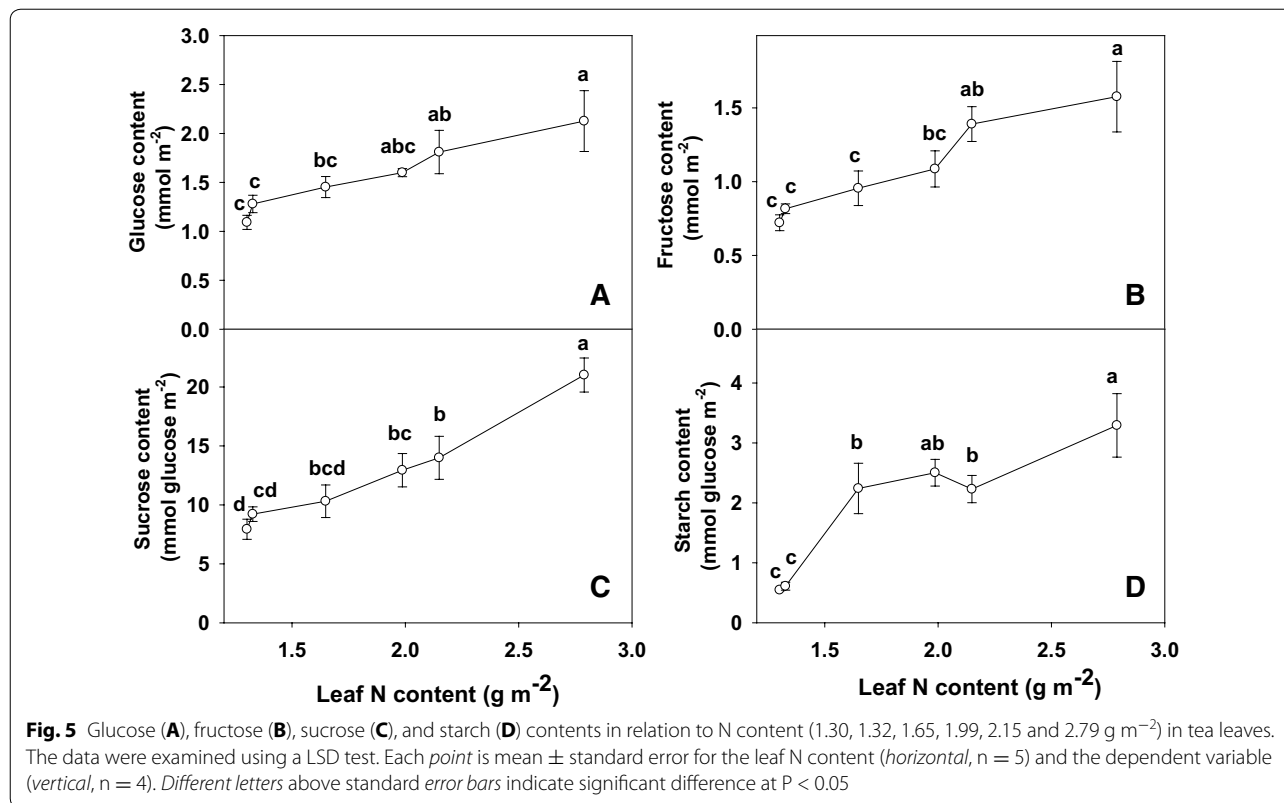 3.0
2.5
2.0
1.5
1.0
0.5
0.0
Glucose content
(mmol m-2)
c
c
bc
abc
ab
a
A
1.5
1.0
0.5
0.0
Fructose content
(mmol m-2)
c
c
c
bc
ab
a
B
20
15
10
5
0
Sucrose content
(mmol glucose m-2)
d
cd
bcd
bc
b
a
C
1.5 2.0 2.5 3.0
Leaf N content (g m-2)
4
3
2
1
0
Starch content
(mmol glucose m-2)
c
c
b
ab
b
a
D
1.5 2.0 2.5 3.0
Leaf N content (g m-2)
Fig. 5 Glucose (A), fructose (B), sucrose (C), and starch (D) contents in relation to N content (1.30, 1.32, 1.65, 1.99, 2.15 and 2.79 g m−2) in tea leaves.
The data were examined using a LSD test. Each point is mean ± standard error for the leaf N content (horizontal, n = 5) and the dependent variable
(vertical, n = 4). Different letters above standard error bars indicate significant difference at P < 0.05